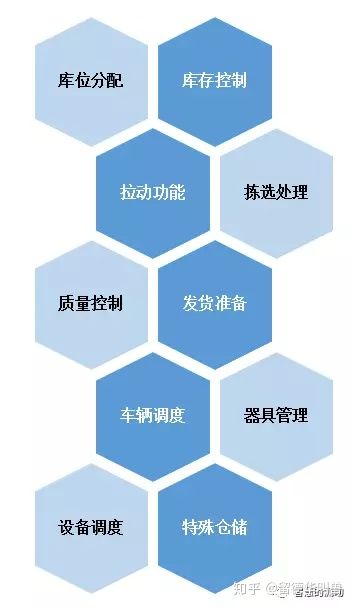 库位分配
库存控制
拉动功能
拣选处理
质量控制
发货准备
车辆调度
器具管理
设备调度
特殊仓储
知乎